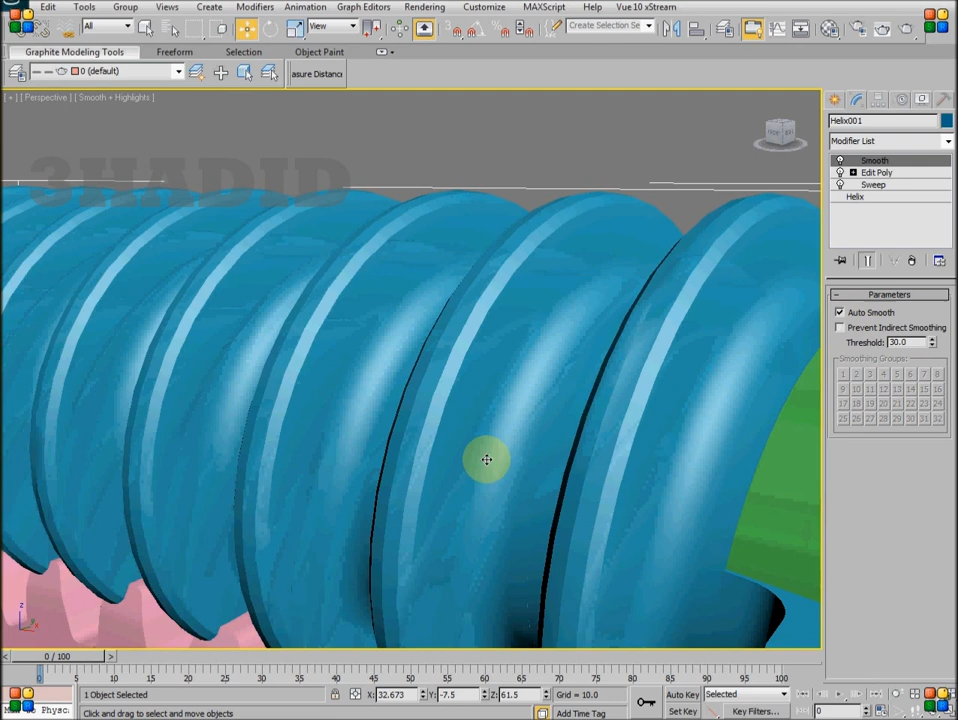 Edit Tools Group Views Create Modifiers Animation Graph Editors Rendering Customize MAXScript Help Vue 10 xStream
All View Create Selection Se
Graphite Modeling Tools Freeform Selection Object Paint
0 (default) asure Distanc
[ + ] [ Perspective ] [ Smooth + Highlights ]
3HADID
Helix001
Modifier List
Smooth
Edit Poly
Sweep
Helix
Parameters
Auto Smooth
Prevent Indirect Smoothing
Threshold: 30.0
Smoothing Groups:
1 2 3 4 5 6 7 8
9 10 11 12 13 14 15 16
17 18 19 20 21 22 23 24
25 26 27 28 29 30 31 32
z
0 / 100
0 5 10 15 20 25 30 35 40 45 50 55 60 65 70 75 80 85 90 95 100
1 Object Selected X: 32.673 Y: -7.5 Z: 61.5 Grid = 10.0 Auto Key Selected
Click and drag to select and move objects Add Time Tag Set Key Key Filters... 0